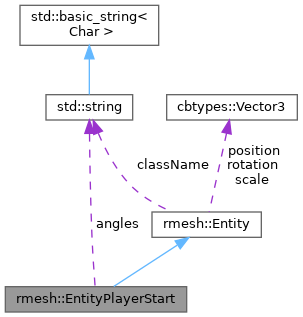 std::basic_string<
Char >
std::string
cbtypes::Vector3
className
position
rotation
scale
angles
rmesh::Entity
rmesh::EntityPlayerStart